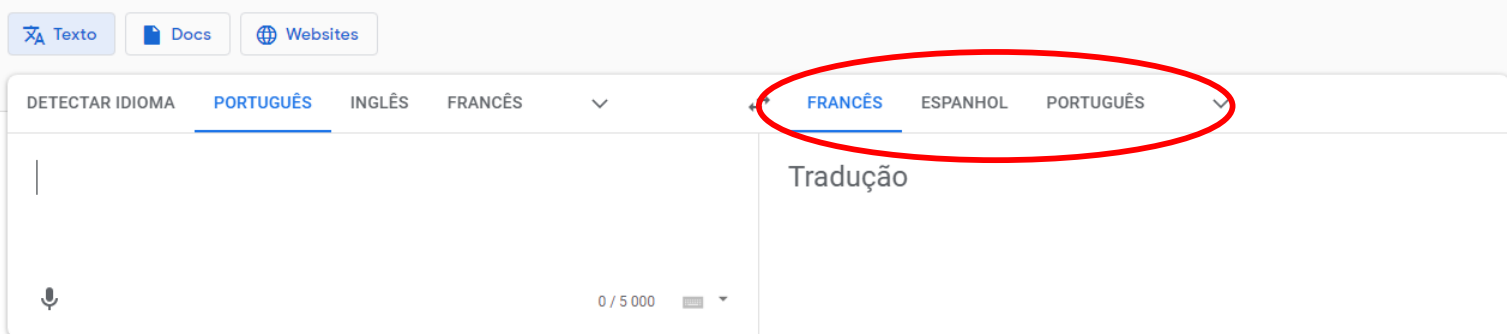 Texto Docs Websites
DETECTAR IDIOMA PORTUGUÊS INGLÊS FRANCÊS FRANCÊS ESPANHOL PORTUGUÊS
Tradução
0 / 5 000